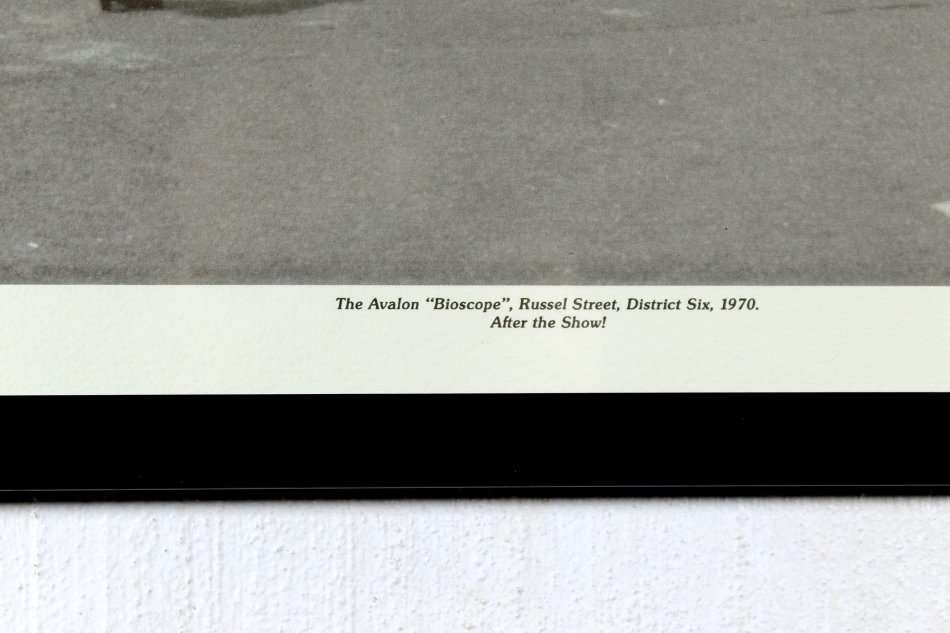 The Avalon “Bioscope”, Russel Street, District Six, 1970.
After the Show!